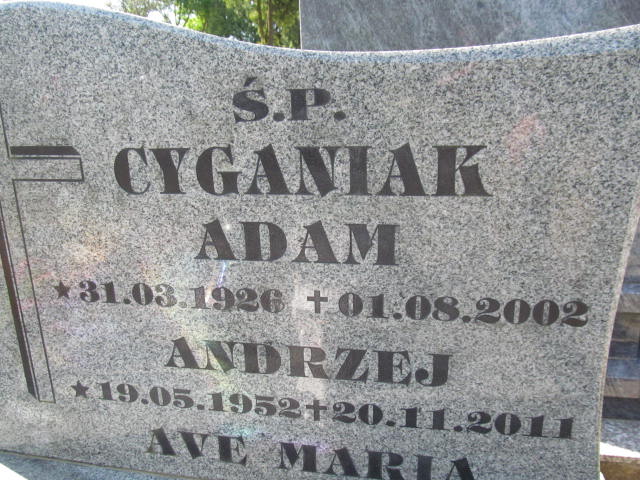 Ś.P.
CYGANIAK
ADAM
★31.03.1926 ✝01.08.2002
ANDRZEJ
★19.05.1952✝20.11.2011
AVE MARIA